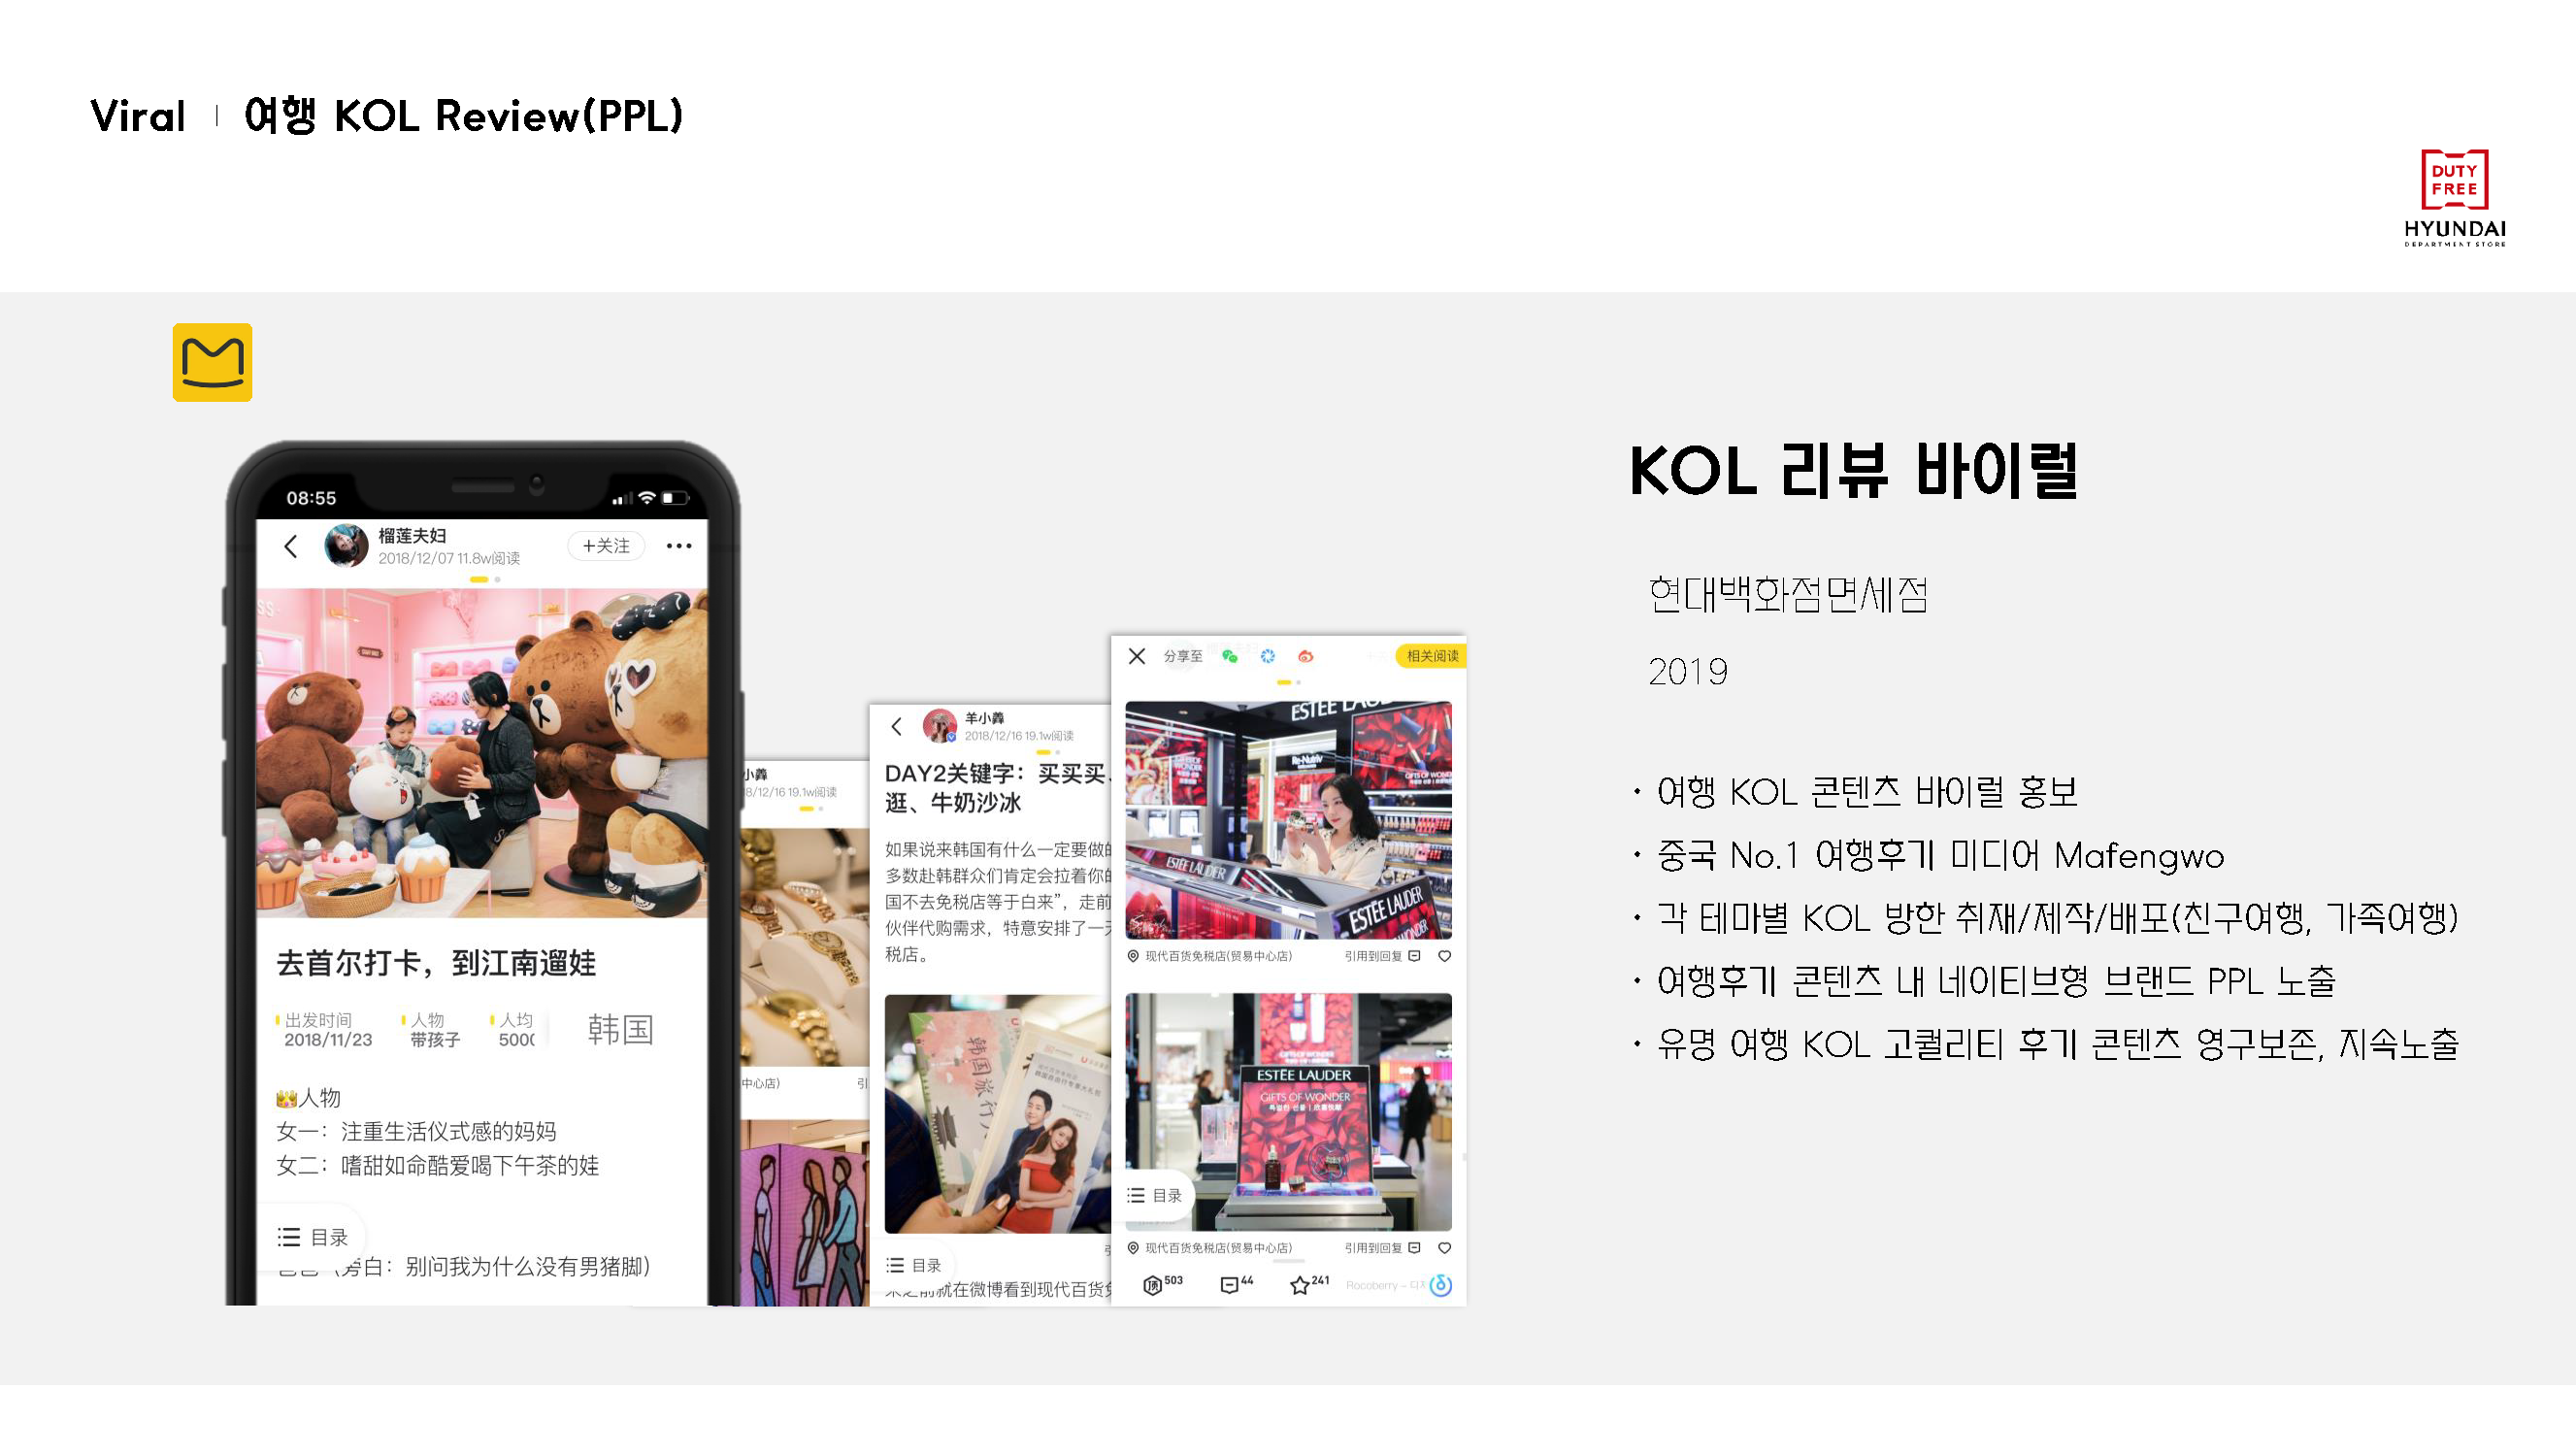 Viral | 여행 KOL Review(PPL)
DUTY
FREE
HYUNDAI
DEPARTMENT STORE
08:55
榴莲夫妇
2018/12/07 11.8w阅读
+关注
去首尔打卡，到江南遛娃
出发时间
2018/11/23
人物
带孩子
人均
韩国
人物
女一：注重生活仪式感的妈妈
女二：嗜甜如命酷爱喝下午茶的娃
目录
旁白：别问我为什么没有男猪脚）
8/12/16 19.1w阅读
中心店）
引
羊小羴
2018/12/16 19.1w阅读
DAY2关键字：买买买、
逛、牛奶沙冰
如果说来韩国有什么一定要做的
多数赴韩群众们肯定会拉着你的
国不去免税店等于白来”，走前
伙伴代购需求，特意安排了一天
税店。
韩国旅行
目录
就在微博看到现代百货免
分享至
相关阅读
ESTEE LAUDER
Re-Nutriv
ESTEE LAUDER
ESTEE LAUDER
现代百货免税店(贸易中心店)
引用到回复
ESTĒE LAUDER
GIFTS OF WONDER
目录
现代百货免税店(贸易中心店)
引用到回复
顶 503
44
241
KOL 리뷰 바이럴
현대백화점면세점
2019
· 여행 KOL 콘텐츠 바이럴 홍보
· 중국 No.1 여행후기 미디어 Mafengwo
· 각 테마별 KOL 방한 취재/제작/배포(친구여행, 가족여행)
· 여행후기 콘텐츠 내 네이티브형 브랜드 PPL 노출
· 유명 여행 KOL 고퀄리티 후기 콘텐츠 영구보존, 지속노출